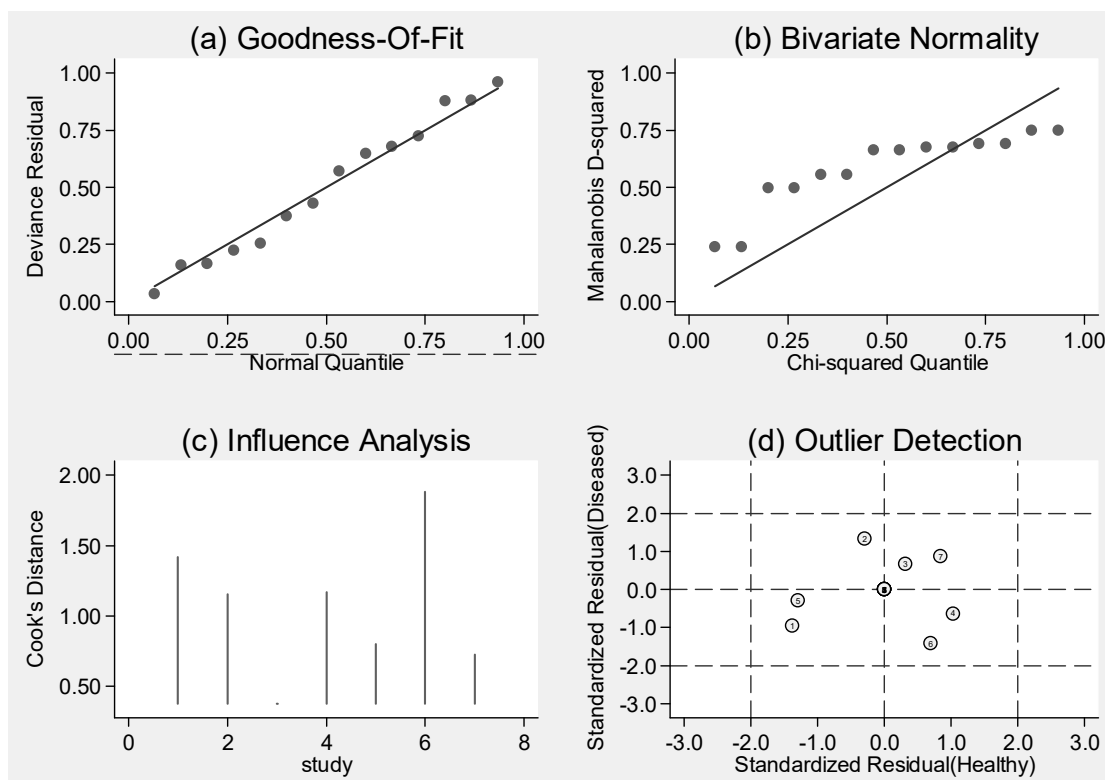 (a) Goodness-Of-Fit
Deviance Residual
1.00
0.75
0.50
0.25
0.00
0.00 0.25 0.50 0.75 1.00
Normal Quantile
(b) Bivariate Normality
Mahalanobis D-squared
1.00
0.75
0.50
0.25
0.00
0.00 0.25 0.50 0.75 1.00
Chi-squared Quantile
(c) Influence Analysis
Cook's Distance
2.00
1.50
1.00
0.50
0 2 4 6 8
study
(d) Outlier Detection
Standardized Residual(Diseased)
3.0
2.0
1.0
0.0
-1.0
-2.0
-3.0
2
3
7
5
1
4
6
-3.0 -2.0 -1.0 0.0 1.0 2.0 3.0
Standardized Residual(Healthy)